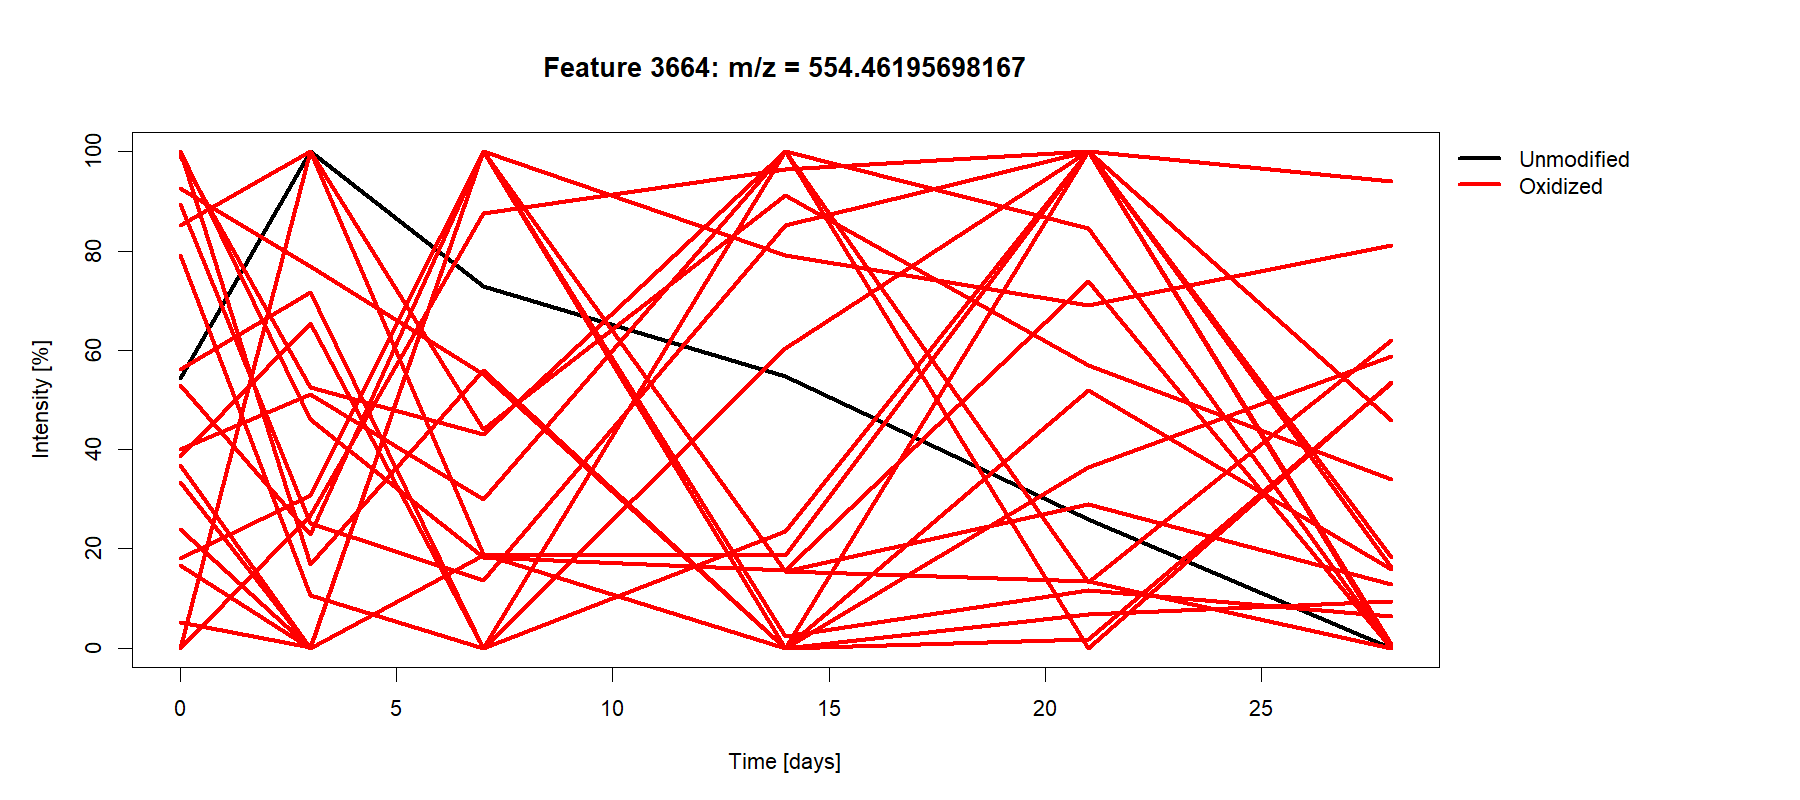 Feature 3664: m/z = 554.46195698167
Unmodified
Oxidized
Intensity [%]
100
80
60
40
20
0
0 5 10 15 20 25
Time [days]